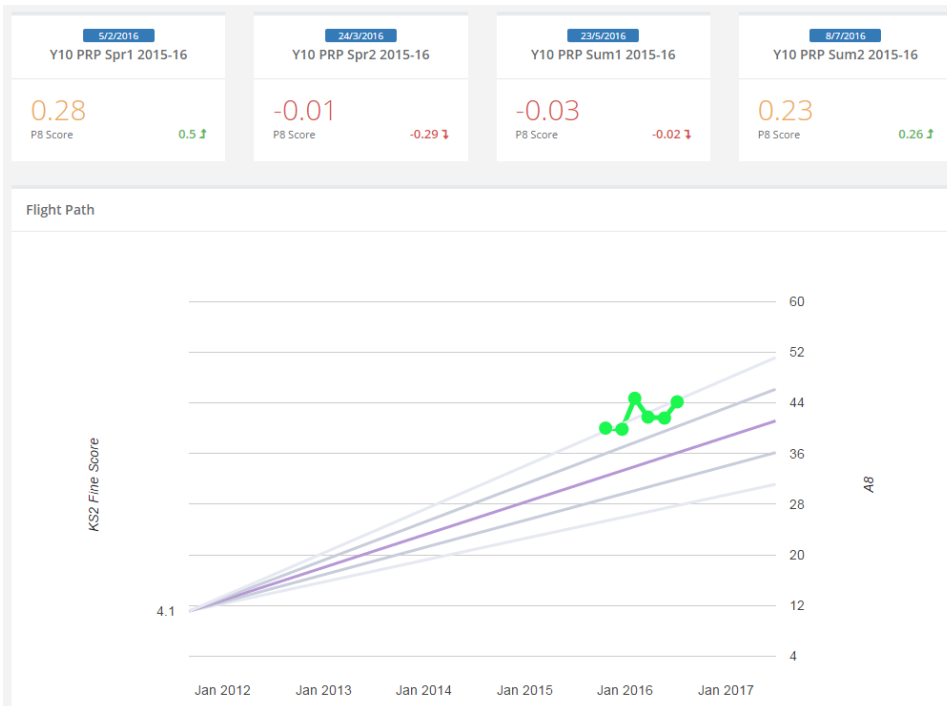 5/2/2016
Y10 PRP Spr1 2015-16
0.28
P8 Score
0.5
24/3/2016
Y10 PRP Spr2 2015-16
-0.01
P8 Score
-0.29
23/5/2016
Y10 PRP Sum1 2015-16
-0.03
P8 Score
-0.02
8/7/2016
Y10 PRP Sum2 2015-16
0.23
P8 Score
0.26
Flight Path
60
52
44
36
28
20
12
4
A8
KS2 Fine Score
4.1
Jan 2012 Jan 2013 Jan 2014 Jan 2015 Jan 2016 Jan 2017